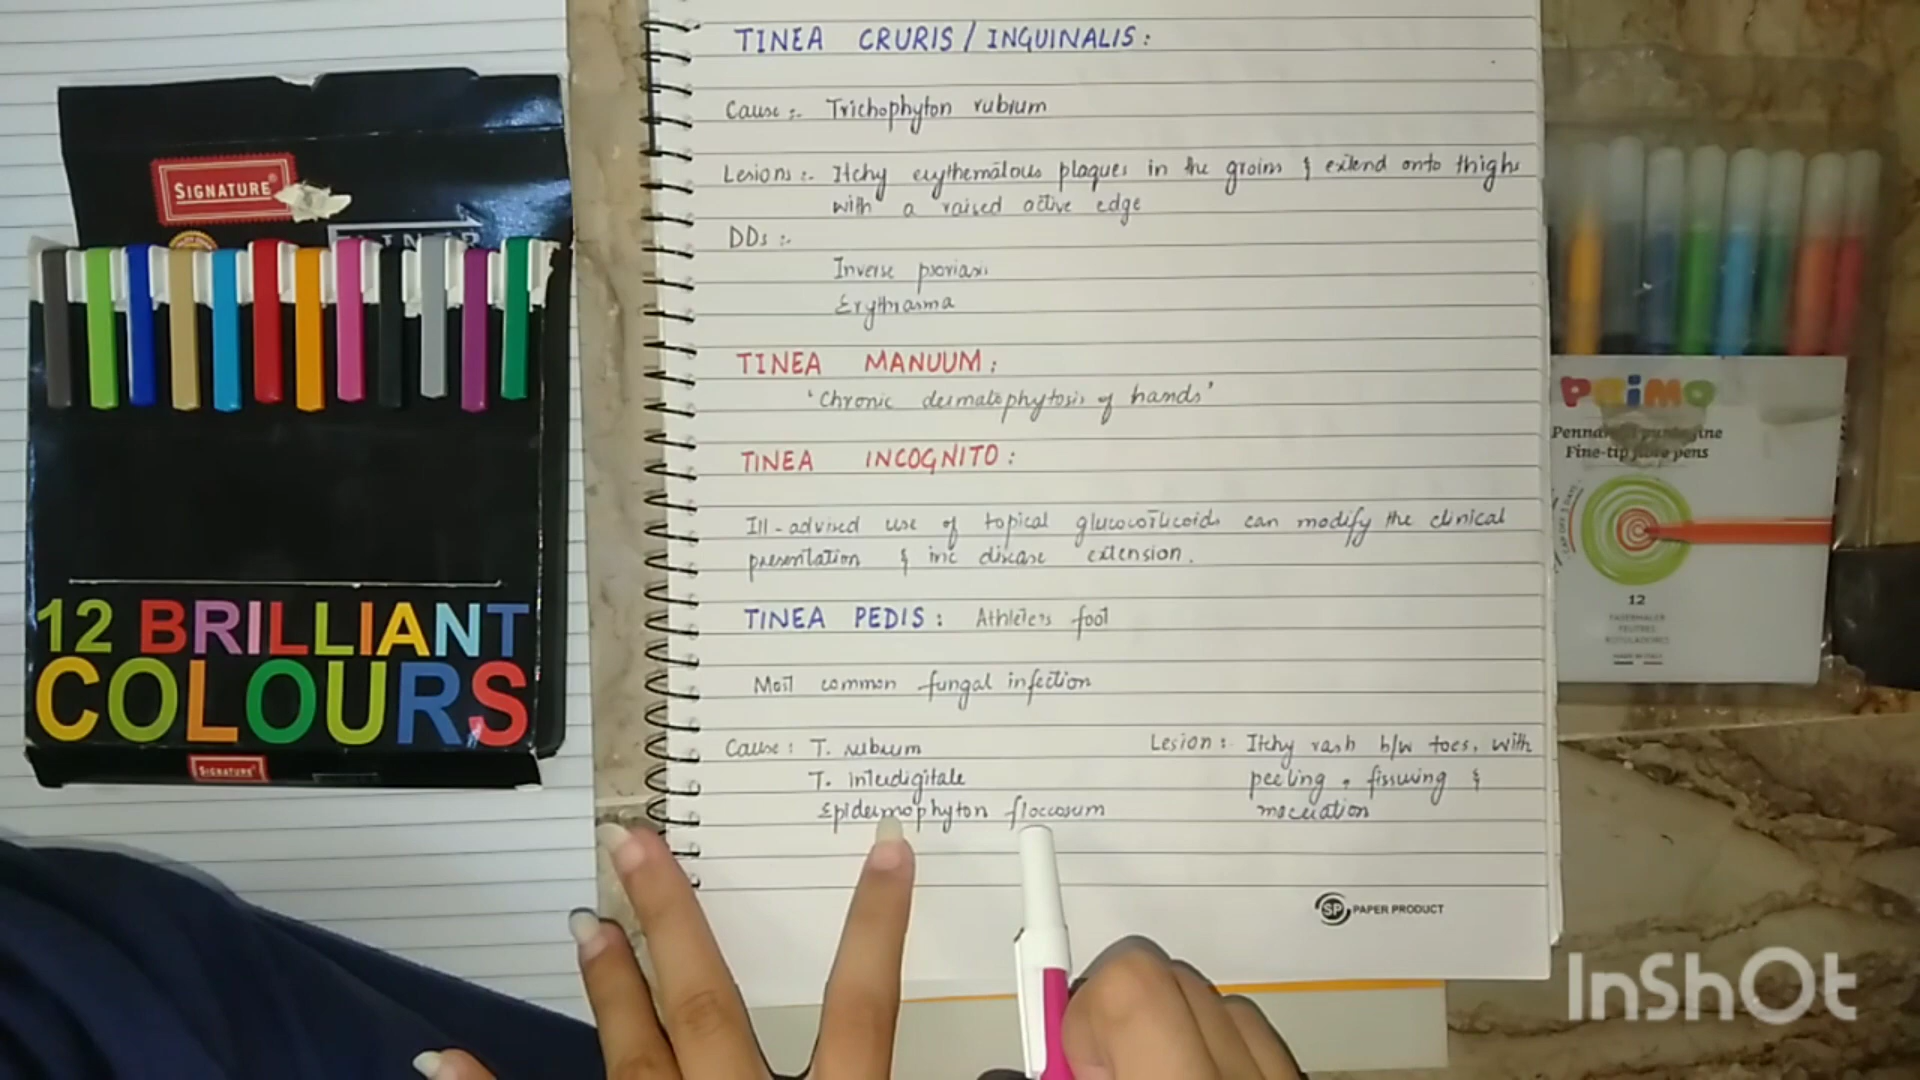 TINEA CRURIS / INGUINALIS :
Cause :- Trichophyton rubium
Lesions :- Itchy erythematous plaques in the groins & extend onto thighs
with a raised active edge
DDs :-
Inverse psoriasis
Erythrasma
TINEA MANUUM :
'Chronic dermatophytosis of hands'
TINEA INCOGNITO :
Ill-advised use of topical glucocorticoids can modify the clinical
presentation & inc disease extension.
TINEA PEDIS : Athlete's foot
Most common fungal infection
Cause : T. rubium
T. interdigitale
Epidermophyton floccosum
Lesion :- Itchy rash b/w toes, with
peeling, fissuring &
maceration
SP PAPER PRODUCT
SIGNATURE
12 BRILLIANT
COLOURS
SIGNATURE
PRIMO
Fine-tip fibre pens
12
InShOt